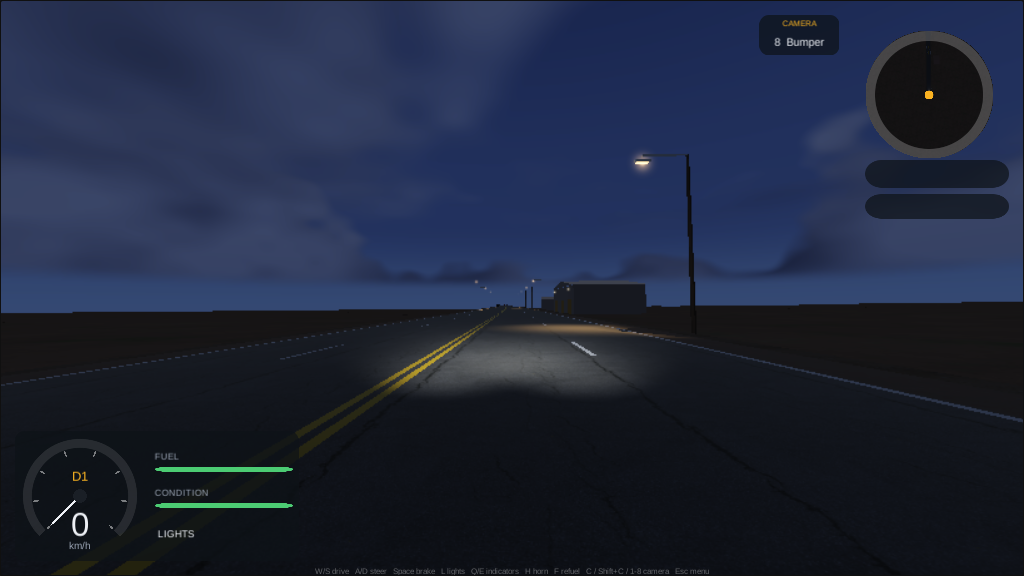 CAMERA
8 Bumper
D1
0
km/h
FUEL
CONDITION
LIGHTS
W/S drive A/D steer Space brake L lights Q/E indicators H horn F refuel C / Shift+C / 1-8 camera Esc menu